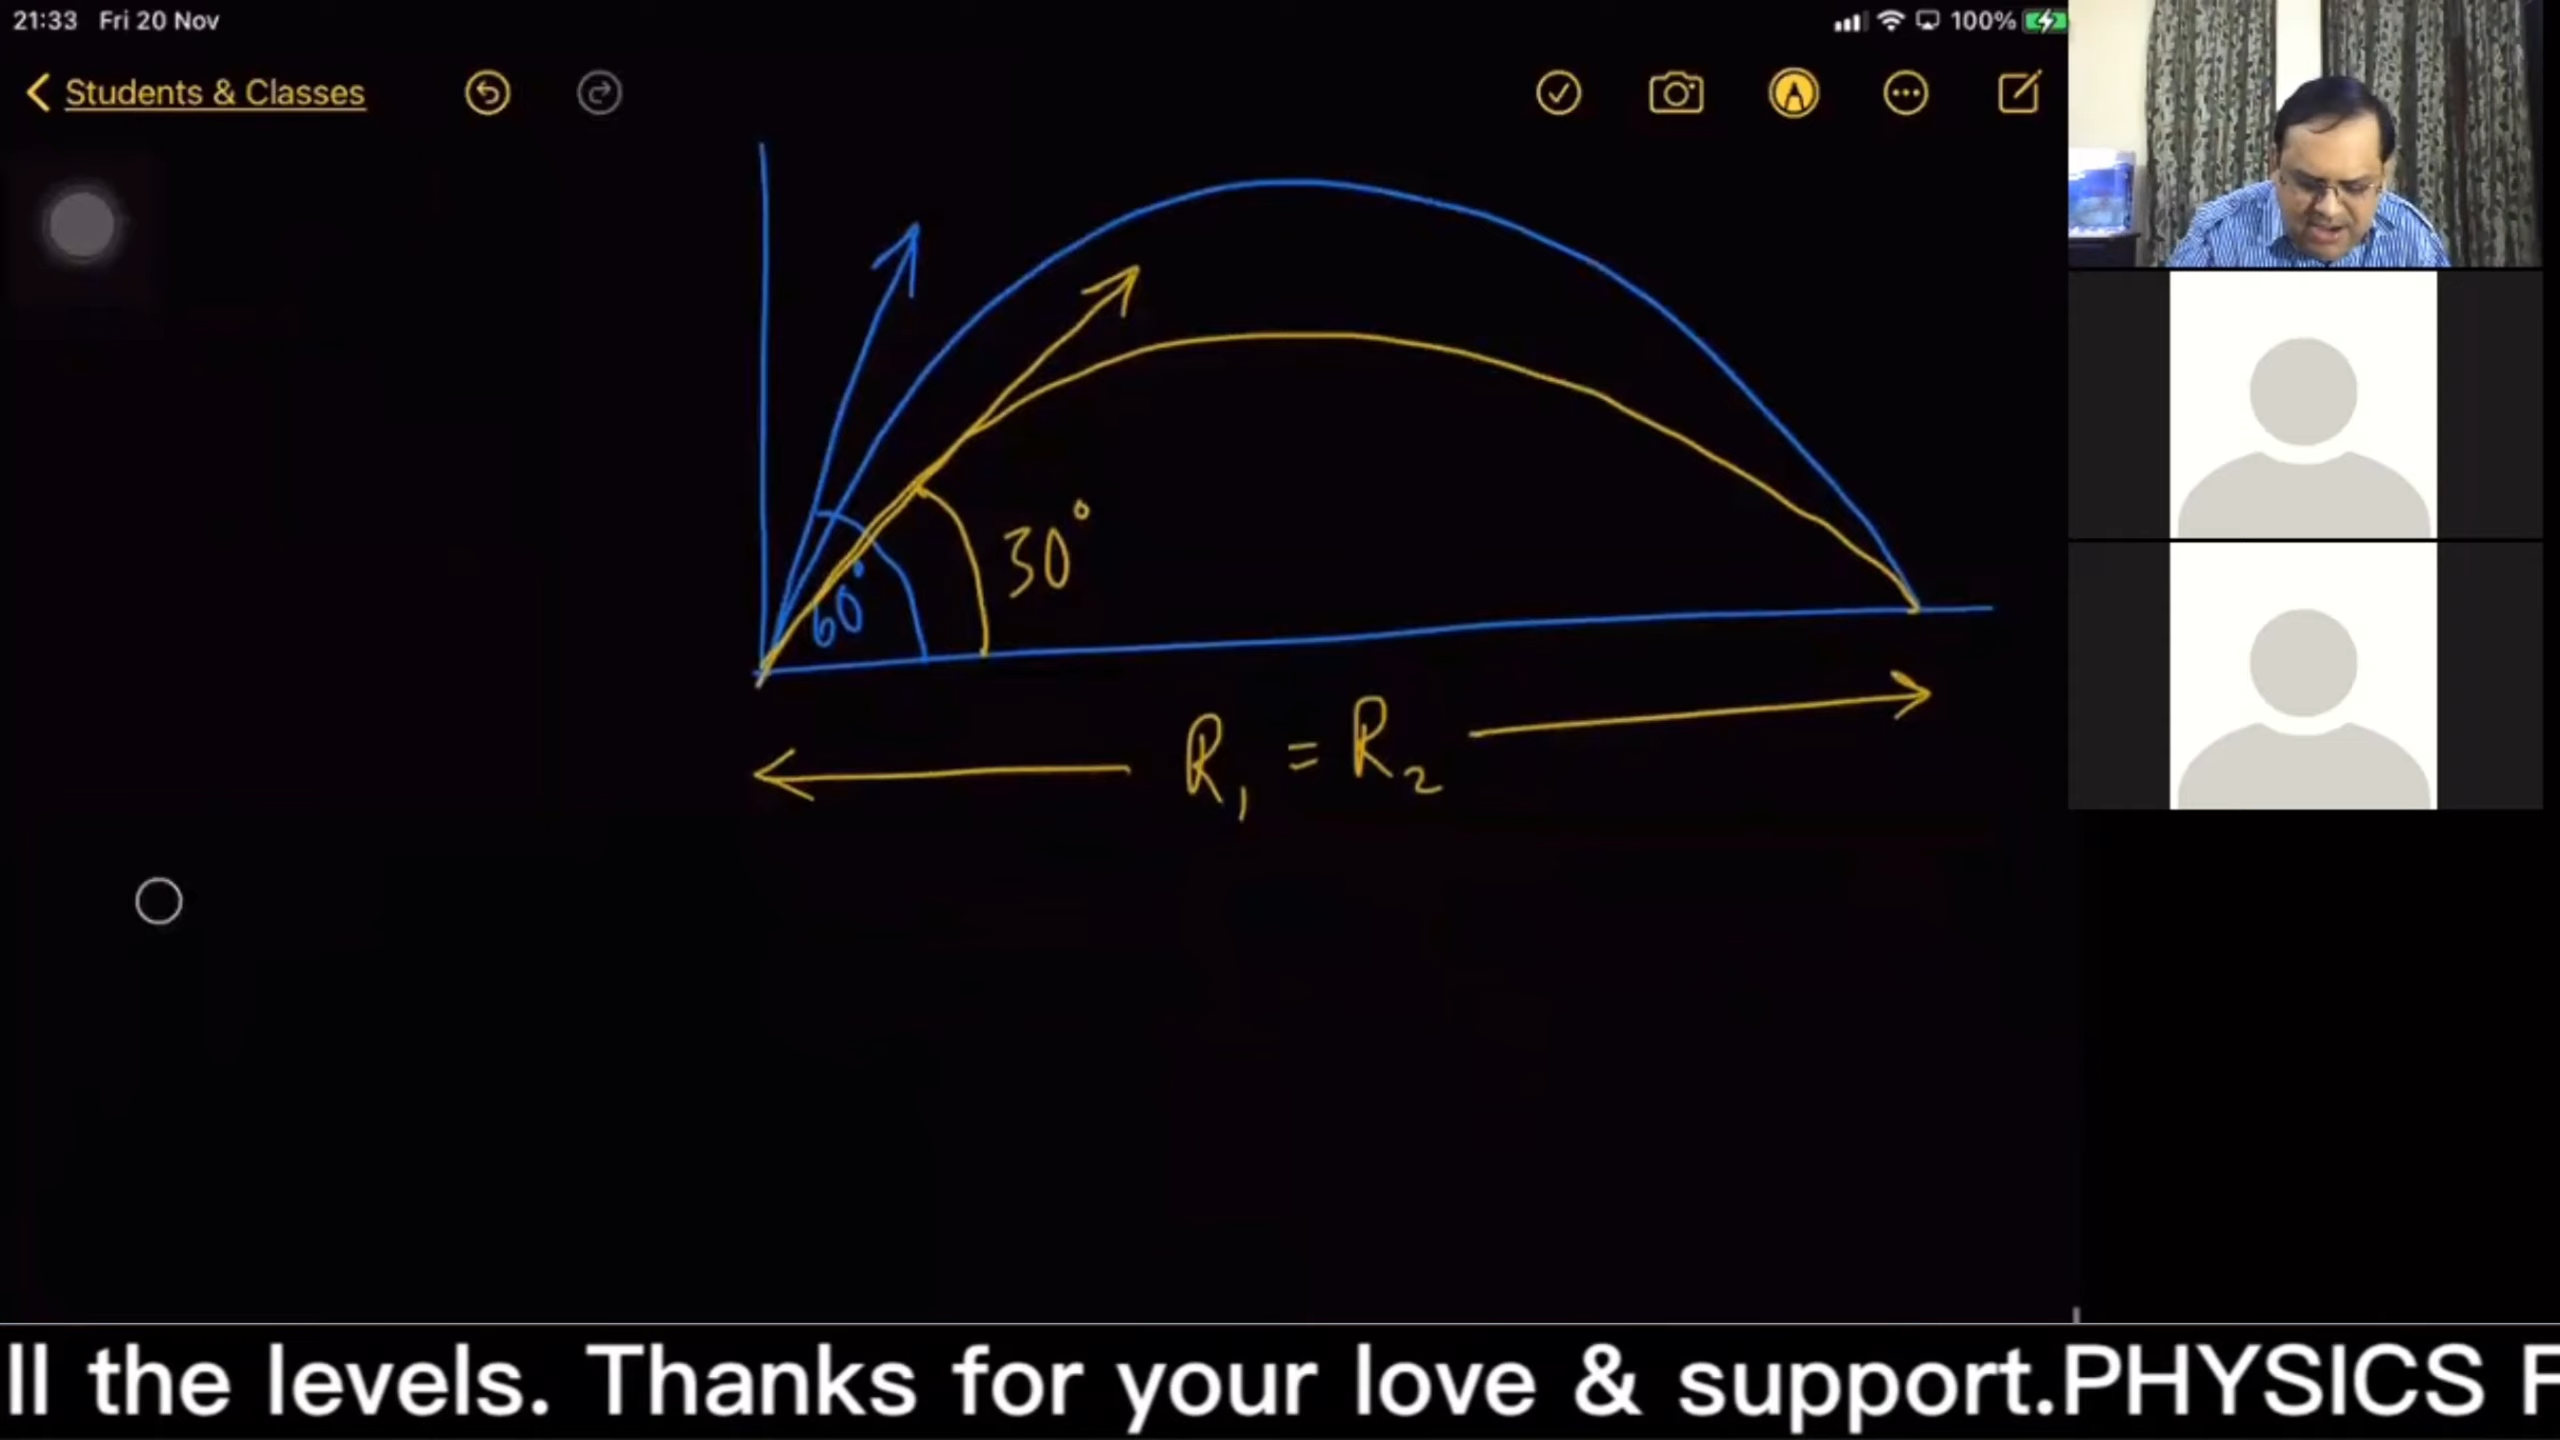 21:33 Fri 20 Nov
100%
Students & Classes
30°
60°
R₁ = R₂
ll the levels. Thanks for your love & support.PHYSICS F